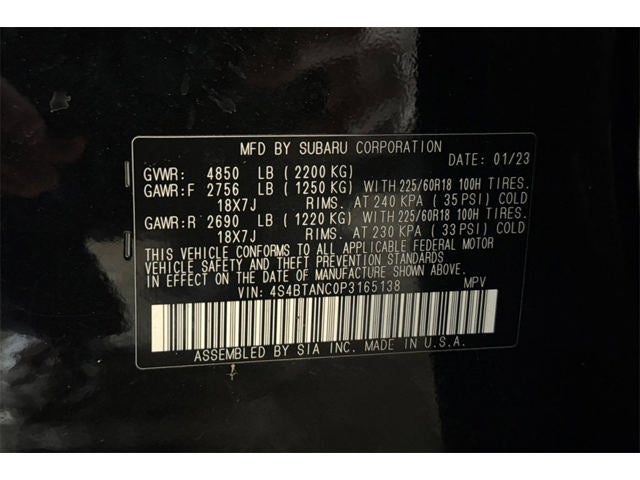 MFD BY SUBARU CORPORATION
DATE: 01/23
GVWR: 4850 LB (2200 KG)
GAWR:F 2756 LB (1250 KG) WITH 225/60R18 100H TIRES.
18X7J RIMS. AT 240 KPA (35 PSI) COLD
GAWR:R 2690 LB (1220 KG) WITH 225/60R18 100H TIRES.
18X7J RIMS. AT 230 KPA (33 PSI) COLD
THIS VEHICLE CONFORMS TO ALL APPLICABLE FEDERAL MOTOR
VEHICLE SAFETY AND THEFT PREVENTION STANDARDS
IN EFFECT ON THE DATE OF MANUFACTURE SHOWN ABOVE.
VIN: 4S4BTANC0P3165138 MPV
ASSEMBLED BY SIA INC. MADE IN U.S.A.